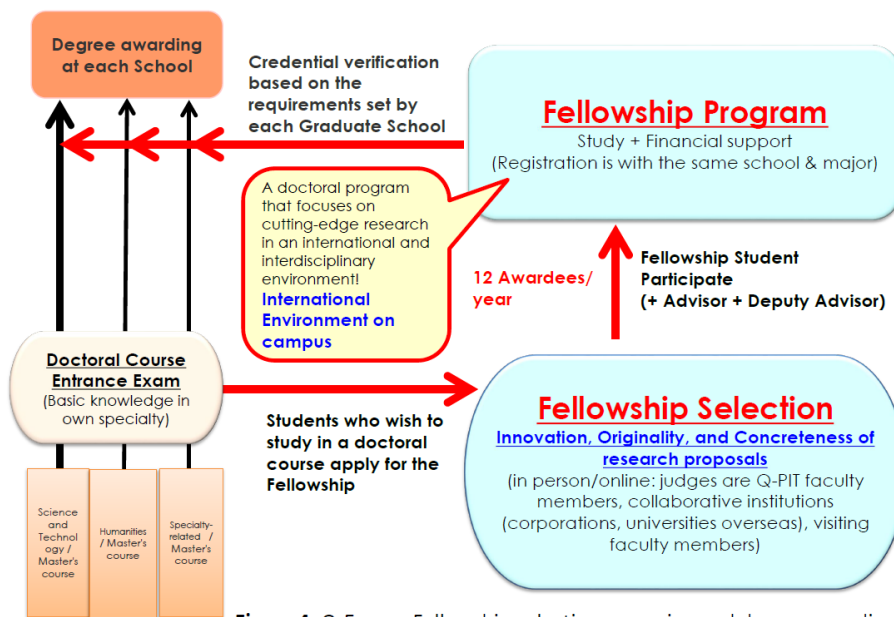 Degree awarding
at each School
Credential verification
based on the
requirements set by
each Graduate School
Fellowship Program
Study + Financial support
(Registration is with the same school & major)
A doctoral program
that focuses on
cutting-edge research
in an international and
interdisciplinary
environment!
International
Environment on
campus
12 Awardees/
year
Fellowship Student
Participate
(+ Advisor + Deputy Advisor)
Doctoral Course
Entrance Exam
(Basic knowledge in
own specialty)
Students who wish to
study in a doctoral
course apply for the
Fellowship
Fellowship Selection
Innovation, Originality, and Concreteness of
research proposals
(in person/online: judges are Q-PIT faculty
members, collaborative institutions
(corporations, universities overseas), visiting
faculty members)
Science
and
Technol
ogy /
Master's
course
Humanities
/ Master's
course
Specialty-
related /
Master's
course